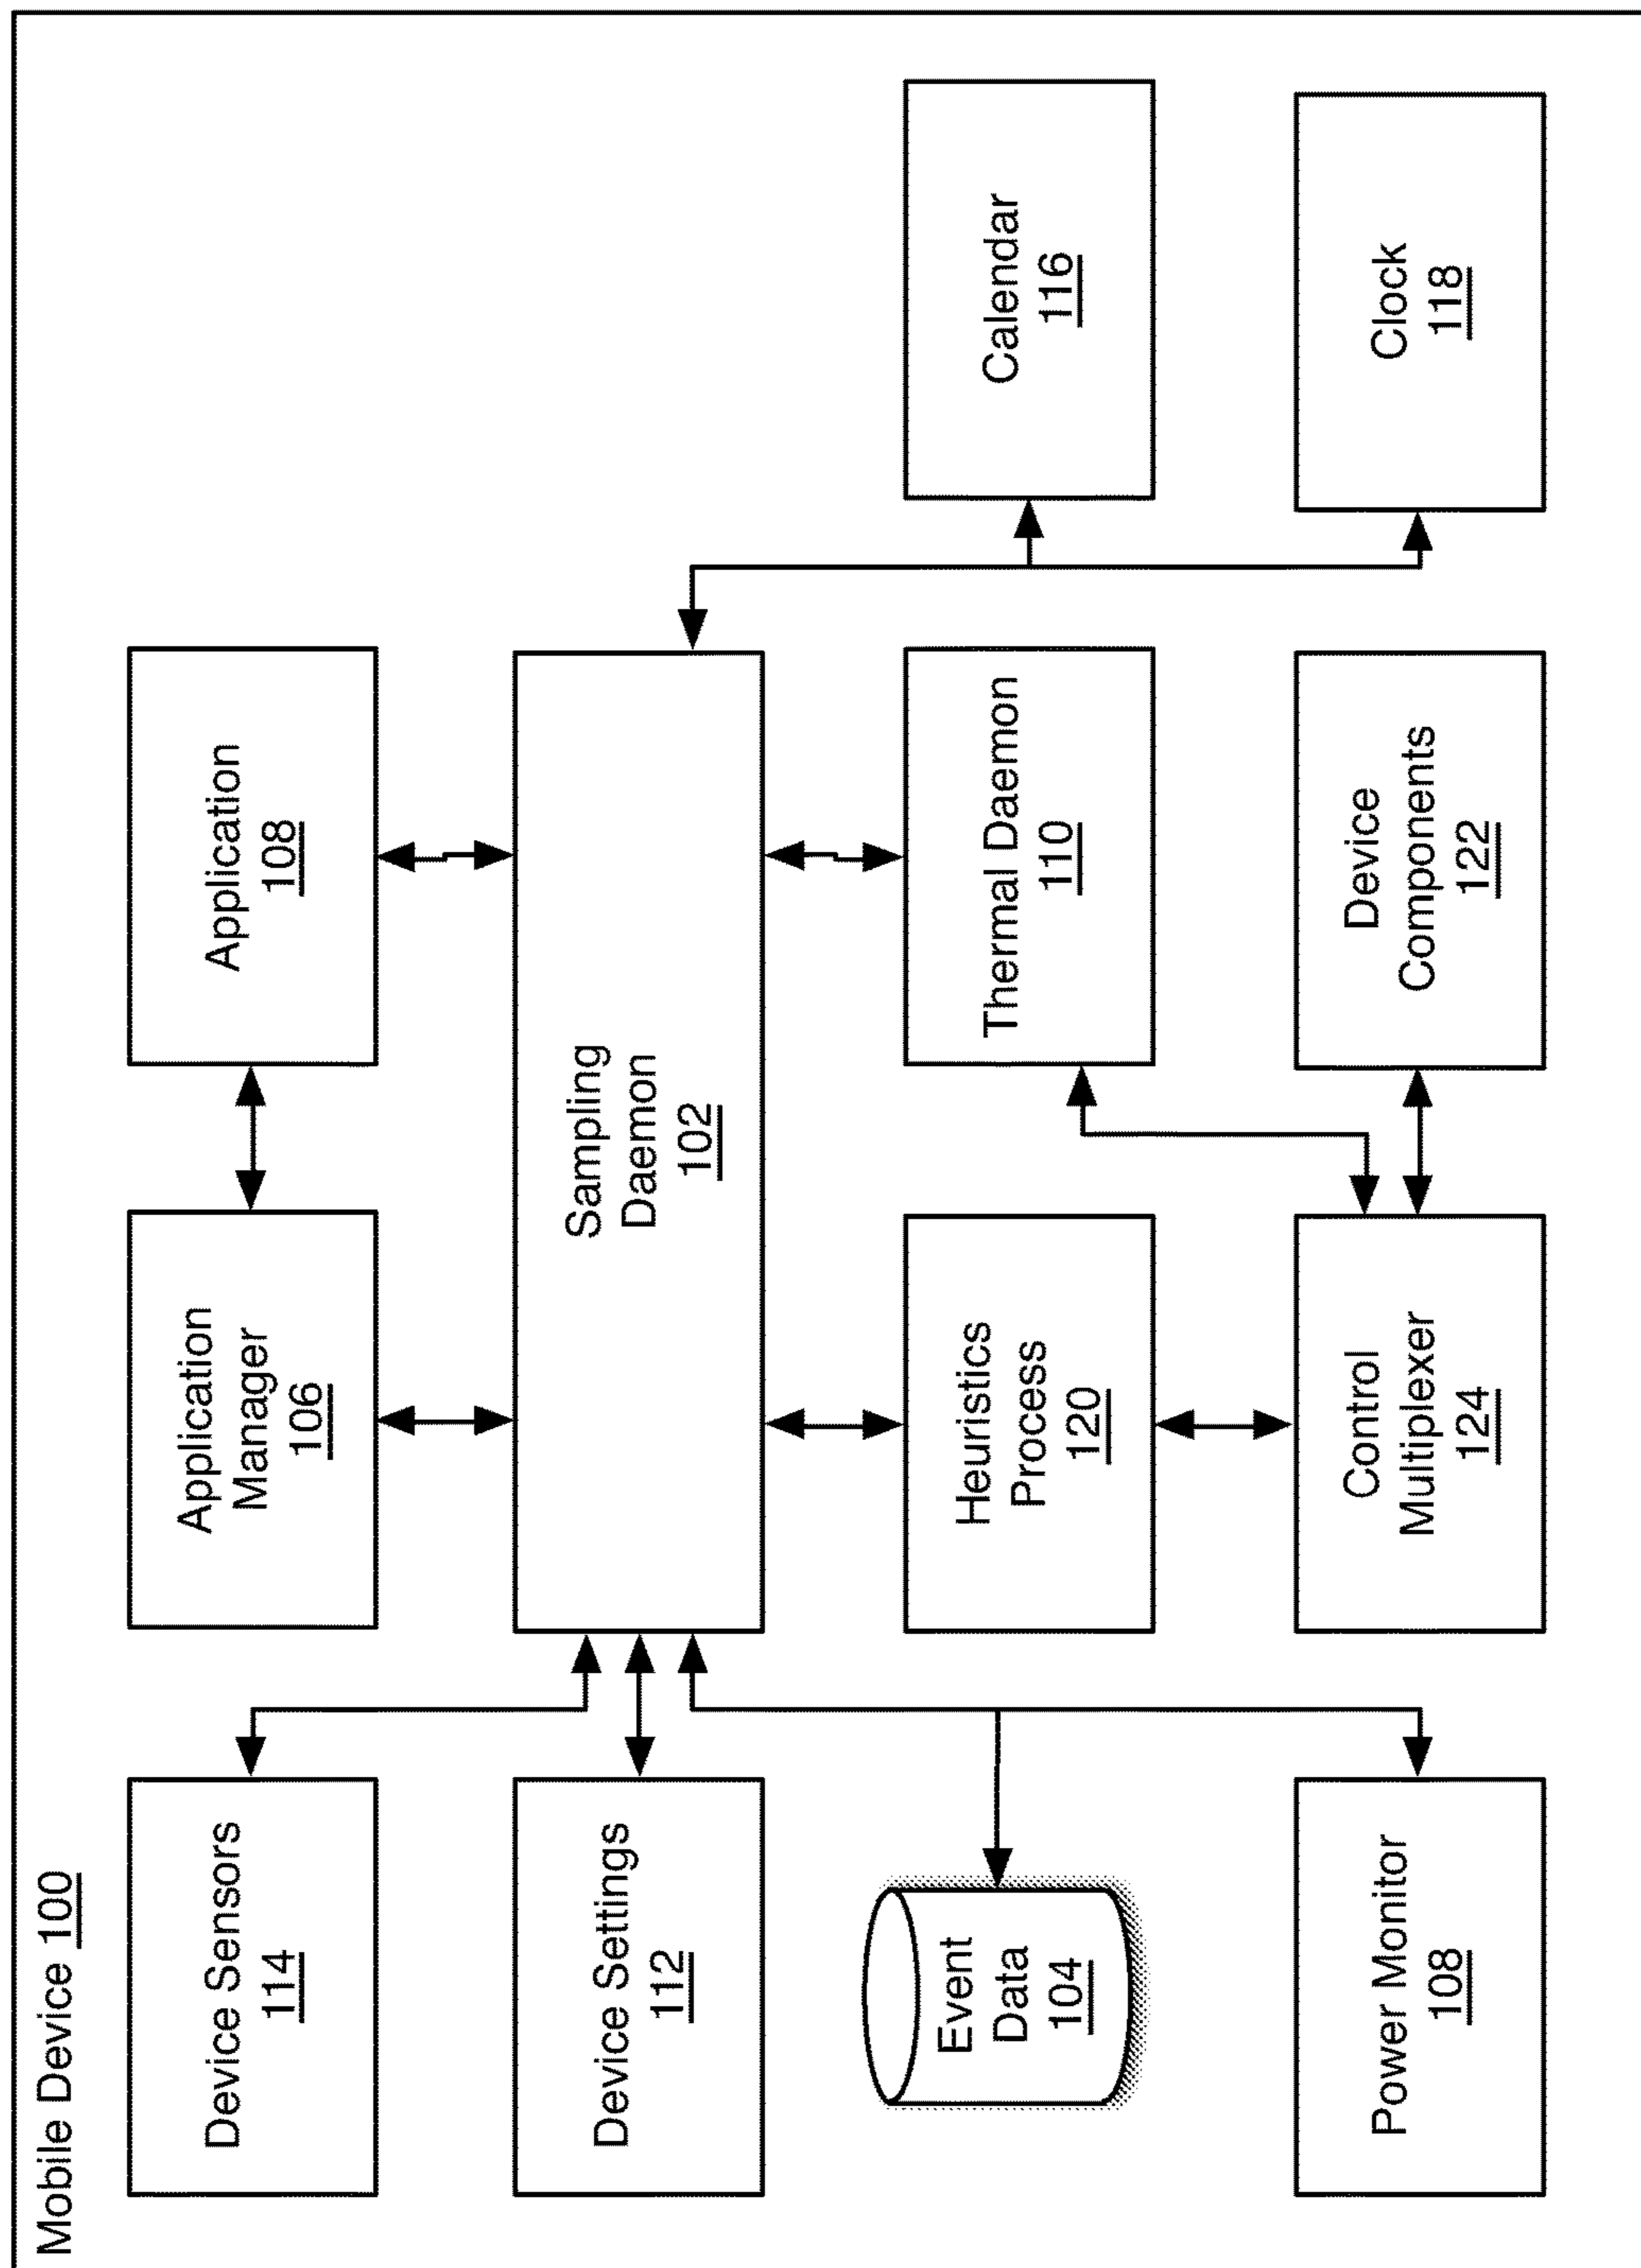 Mobile Device 100
Device Sensors
114
Application
Manager
106
Application
108
Device Settings
112
Sampling
Daemon
102
Event
Data
104
Heuristics
Process
120
Thermal Daemon
110
Calendar
116
Power Monitor
108
Control
Multiplexer
124
Device
Components
122
Clock
118